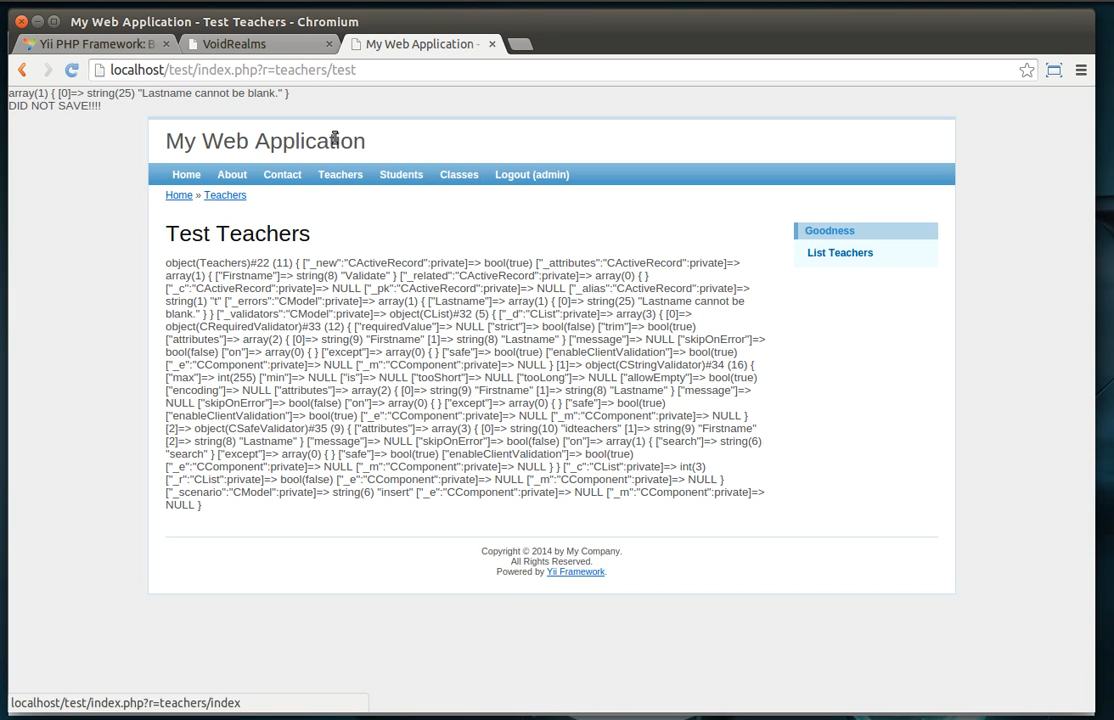 My Web Application - Test Teachers - Chromium
Yii PHP Framework: B
VoidRealms
My Web Application -
localhost/test/index.php?r=teachers/test
array(1) { [0]=> string(25) "Lastname cannot be blank." }
DID NOT SAVE!!!!
My Web Application
Home About Contact Teachers Students Classes Logout (admin)
Home » Teachers
Test Teachers
object(Teachers)#22 (11) { ["_new":"CActiveRecord":private]=> bool(true) ["_attributes":"CActiveRecord":private]=>
array(1) { ["Firstname"]=> string(8) "Validate" } ["_related":"CActiveRecord":private]=> array(0) { }
["_c":"CActiveRecord":private]=> NULL ["_pk":"CActiveRecord":private]=> NULL ["_alias":"CActiveRecord":private]=>
string(1) "t" ["_errors":"CModel":private]=> array(1) { ["Lastname"]=> array(1) { [0]=> string(25) "Lastname cannot be
blank." } } ["_validators":"CModel":private]=> object(CList)#32 (5) { ["_d":"CList":private]=> array(3) { [0]=>
object(CRequiredValidator)#33 (12) { ["requiredValue"]=> NULL ["strict"]=> bool(false) ["trim"]=> bool(true)
["attributes"]=> array(2) { [0]=> string(9) "Firstname" [1]=> string(8) "Lastname" } ["message"]=> NULL ["skipOnError"]=>
bool(false) ["on"]=> array(0) { } ["except"]=> array(0) { } ["safe"]=> bool(true) ["enableClientValidation"]=> bool(true)
["_e":"CComponent":private]=> NULL ["_m":"CComponent":private]=> NULL } [1]=> object(CStringValidator)#34 (16) {
["max"]=> int(255) ["min"]=> NULL ["is"]=> NULL ["tooShort"]=> NULL ["tooLong"]=> NULL ["allowEmpty"]=> bool(true)
["encoding"]=> NULL ["attributes"]=> array(2) { [0]=> string(9) "Firstname" [1]=> string(8) "Lastname" } ["message"]=>
NULL ["skipOnError"]=> bool(false) ["on"]=> array(0) { } ["except"]=> array(0) { } ["safe"]=> bool(true)
["enableClientValidation"]=> bool(true) ["_e":"CComponent":private]=> NULL ["_m":"CComponent":private]=> NULL }
[2]=> object(CSafeValidator)#35 (9) { ["attributes"]=> array(3) { [0]=> string(10) "idteachers" [1]=> string(9) "Firstname"
[2]=> string(8) "Lastname" } ["message"]=> NULL ["skipOnError"]=> bool(false) ["on"]=> array(1) { ["search"]=> string(6)
"search" } ["except"]=> array(0) { } ["safe"]=> bool(true) ["enableClientValidation"]=> bool(true)
["_e":"CComponent":private]=> NULL ["_m":"CComponent":private]=> NULL } } ["_c":"CList":private]=> int(3)
["_r":"CList":private]=> bool(false) ["_e":"CComponent":private]=> NULL ["_m":"CComponent":private]=> NULL }
["_scenario":"CModel":private]=> string(6) "insert" ["_e":"CComponent":private]=> NULL ["_m":"CComponent":private]=>
NULL }
Goodness
List Teachers
Copyright © 2014 by My Company.
All Rights Reserved.
Powered by Yii Framework.
localhost/test/index.php?r=teachers/index